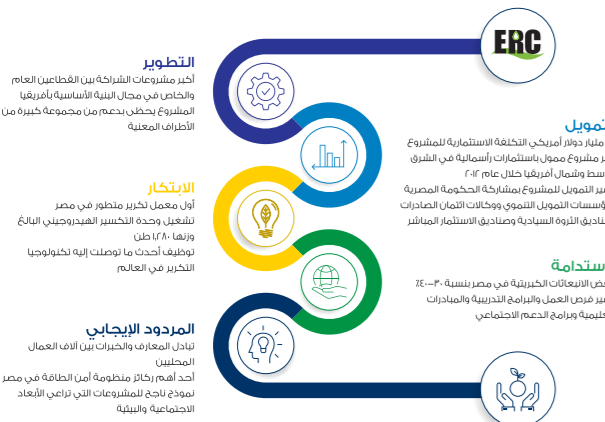 ERC
التطوير
أكبر مشروعات الشراكة بين القطاعين العام
والخاص في مجال البنية الأساسية بأفريقيا
المشروع يحظى بدعم من مجموعة كبيرة من
الأطراف المعنية
تمويل
مليار دولار أمريكي التكلفة الاستثمارية للمشروع
مشروع ممول باستثمارات رأسمالية في الشرق
وشمال أفريقيا خلال عام ٢٠١٢
التمويل للمشروع بمشاركة الحكومة المصرية
ومؤسسات التمويل التنموي ووكالات ائتمان الصادرات
الثروة السيادية وصناديق الاستثمار المباشر
الابتكار
أول معمل تكرير متطور في مصر
تشغيل وحدة التكسير الهيدروجيني البالغ
وزنها ١,٢٨٠ طن
توظيف أحدث ما توصلت إليه تكنولوجيا
التكرير في العالم
ستدامة
الانبعاثات الكبريتية في مصر بنسبة ٣٠–٤٠٪
فرص العمل والبرامج التدريبية والمبادرات
وبرامج الدعم الاجتماعي
المردود الإيجابي
تبادل المعارف والخبرات بين آلاف العمال
المحليين
أحد أهم ركائز منظومة أمن الطاقة في مصر
نموذج ناجح للمشروعات التي تراعي الأبعاد
الاجتماعية والبيئية